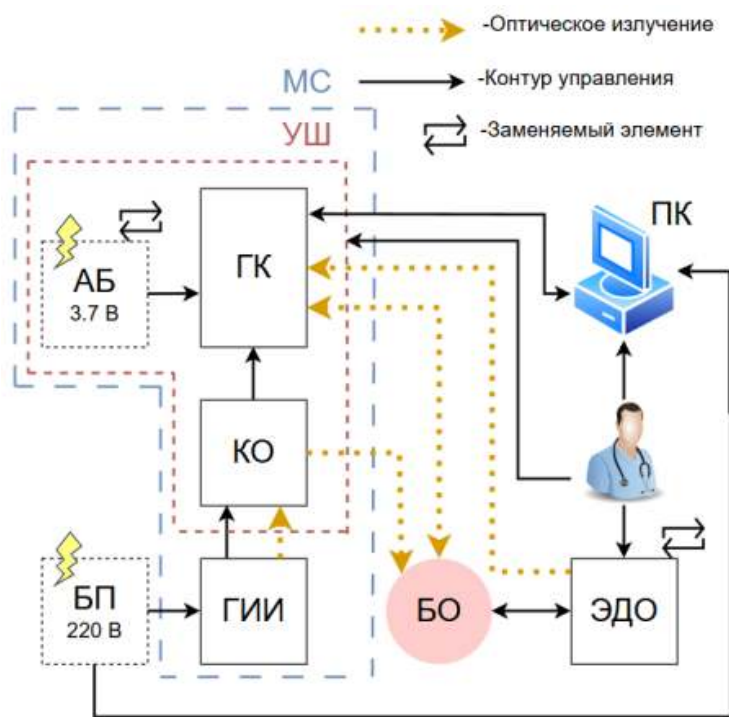 -Оптическое излучение
МС
-Контур управления
УШ
-Заменяемый элемент
ПК
АБ
3.7 В
ГК
КО
БП
220 В
ГИИ
БО
ЭДО